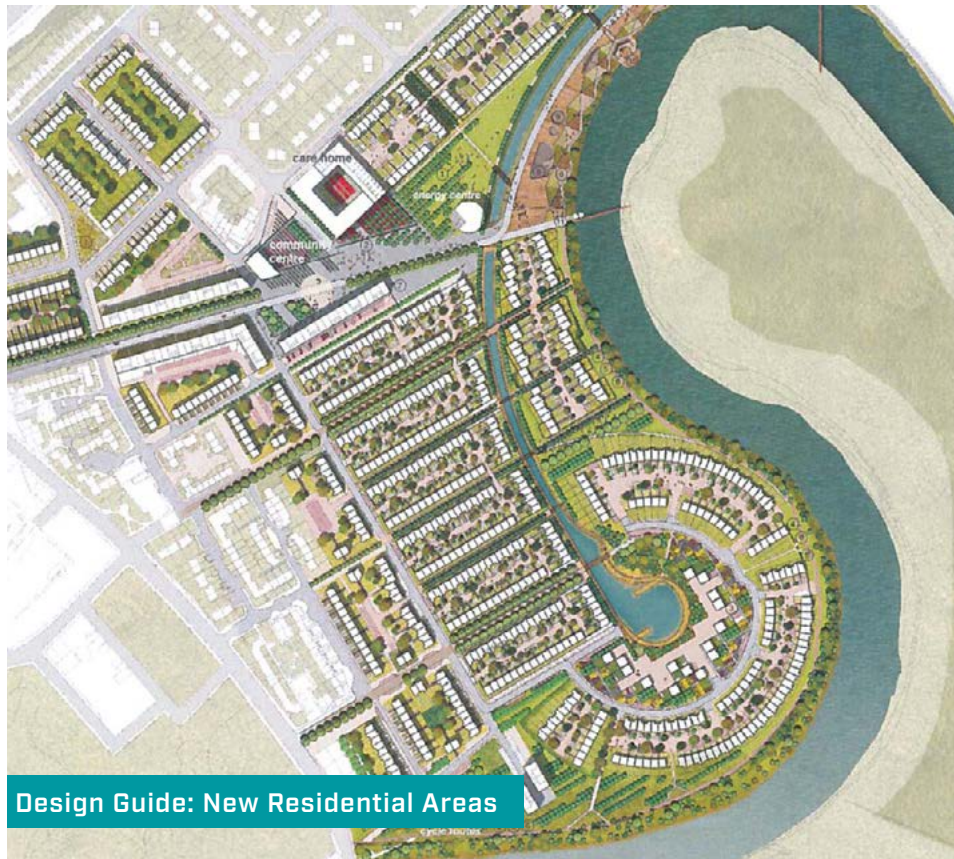 care home
energy centre
community
centre
Design Guide: New Residential Areas
cycle routes